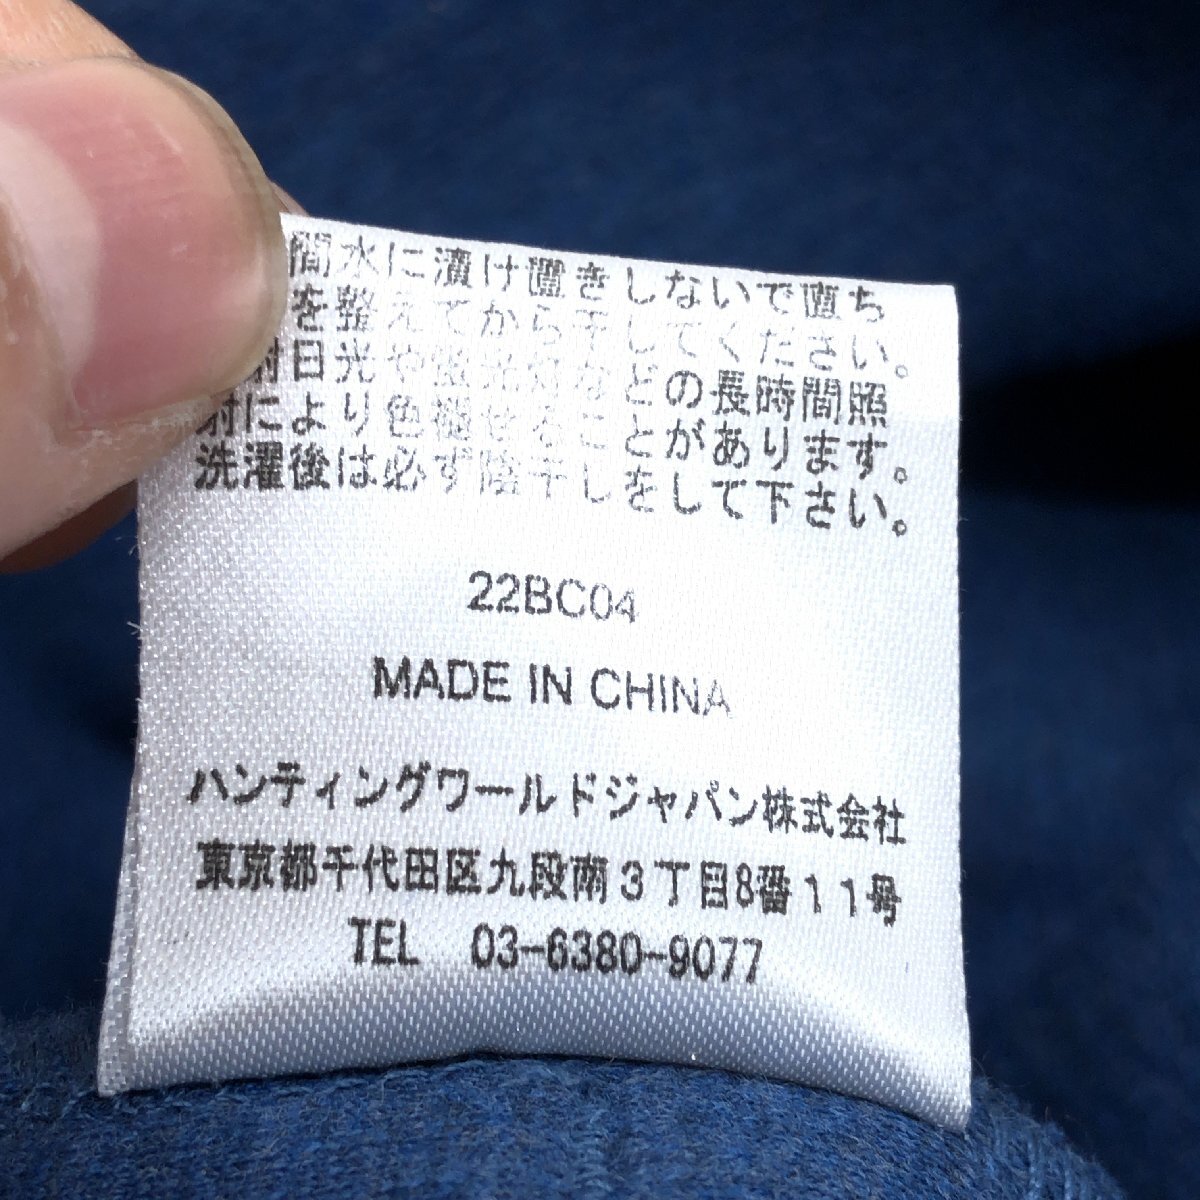 間水に漬け置きしないで直ち
を整えてから干してください。
射日光や蛍光灯などの長時間照
射により色褪せることがあります。
洗濯後は必ず陰干しをして下さい。
22BC04
MADE IN CHINA
ハンティングワールドジャパン株式会社
東京都千代田区九段南3丁目8番11号
TEL 03-6380-9077